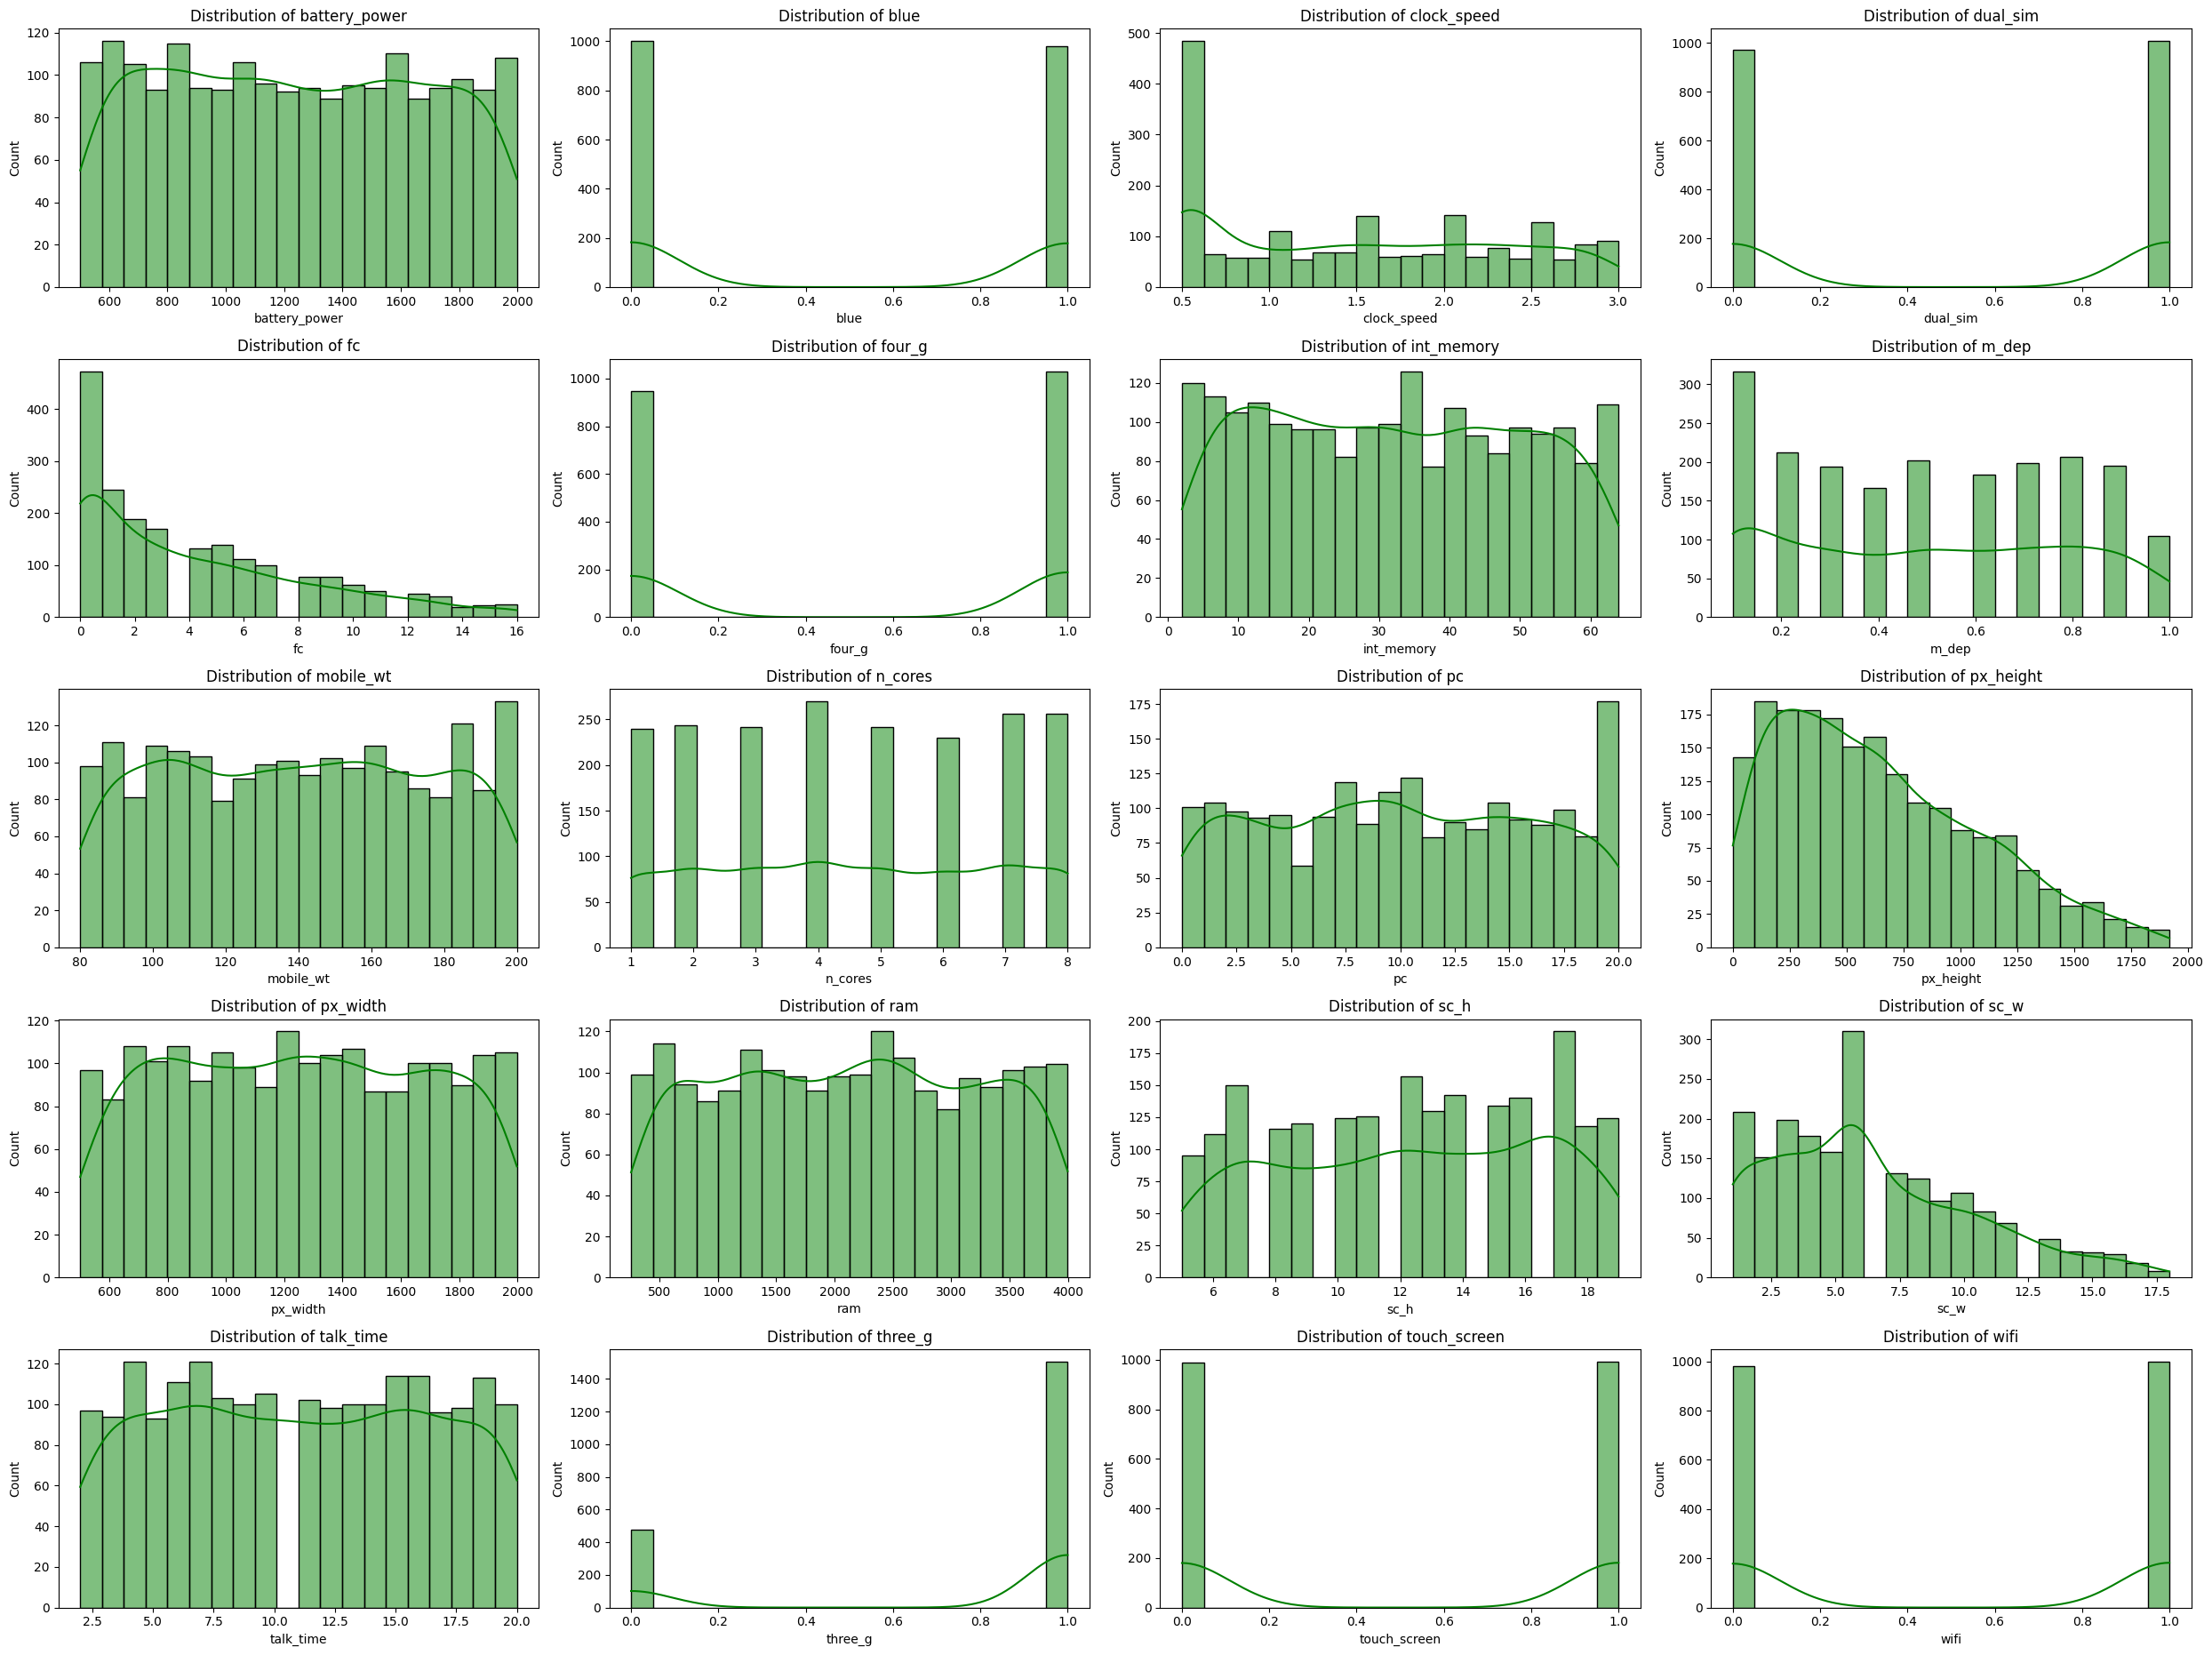 Distribution of battery_power
Distribution of blue
Distribution of clock_speed
Distribution of dual_sim
120
100
80
60
40
20
0
Count
600 800 1000 1200 1400 1600 1800 2000
battery_power
1000
800
600
400
200
0
Count
0.0 0.2 0.4 0.6 0.8 1.0
blue
500
400
300
200
100
0
Count
0.5 1.0 1.5 2.0 2.5 3.0
clock_speed
1000
800
600
400
200
0
Count
0.0 0.2 0.4 0.6 0.8 1.0
dual_sim
Distribution of fc
Distribution of four_g
Distribution of int_memory
Distribution of m_dep
400
300
200
100
0
Count
0 2 4 6 8 10 12 14 16
fc
1000
800
600
400
200
0
Count
0.0 0.2 0.4 0.6 0.8 1.0
four_g
120
100
80
60
40
20
0
Count
0 10 20 30 40 50 60
int_memory
300
250
200
150
100
50
0
Count
0.2 0.4 0.6 0.8 1.0
m_dep
Distribution of mobile_wt
Distribution of n_cores
Distribution of pc
Distribution of px_height
120
100
80
60
40
20
0
Count
80 100 120 140 160 180 200
mobile_wt
250
200
150
100
50
0
Count
1 2 3 4 5 6 7 8
n_cores
175
150
125
100
75
50
25
0
Count
0.0 2.5 5.0 7.5 10.0 12.5 15.0 17.5 20.0
pc
175
150
125
100
75
50
25
0
Count
0 250 500 750 1000 1250 1500 1750 2000
px_height
Distribution of px_width
Distribution of ram
Distribution of sc_h
Distribution of sc_w
120
100
80
60
40
20
0
Count
600 800 1000 1200 1400 1600 1800 2000
px_width
120
100
80
60
40
20
0
Count
500 1000 1500 2000 2500 3000 3500 4000
ram
200
175
150
125
100
75
50
25
0
Count
6 8 10 12 14 16 18
sc_h
300
250
200
150
100
50
0
Count
2.5 5.0 7.5 10.0 12.5 15.0 17.5
sc_w
Distribution of talk_time
Distribution of three_g
Distribution of touch_screen
Distribution of wifi
120
100
80
60
40
20
0
Count
2.5 5.0 7.5 10.0 12.5 15.0 17.5 20.0
talk_time
1400
1200
1000
800
600
400
200
0
Count
0.0 0.2 0.4 0.6 0.8 1.0
three_g
1000
800
600
400
200
0
Count
0.0 0.2 0.4 0.6 0.8 1.0
touch_screen
1000
800
600
400
200
0
Count
0.0 0.2 0.4 0.6 0.8 1.0
wifi